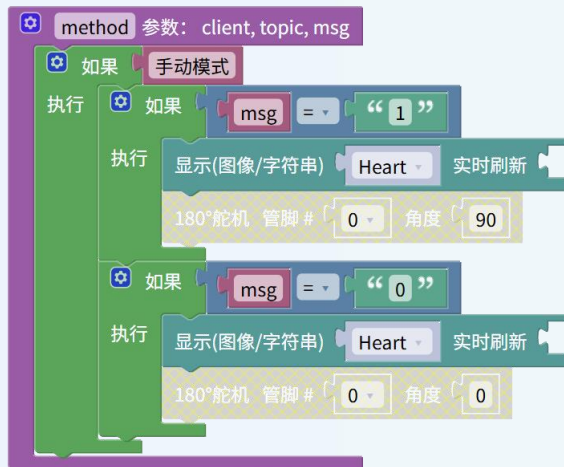 method 参数： client, topic, msg
如果 手动模式
执行 如果 msg = “ 1 ”
执行 显示(图像/字符串) Heart 实时刷新
180°舵机 管脚 # 0 角度 90
如果 msg = “ 0 ”
执行 显示(图像/字符串) Heart 实时刷新
180°舵机 管脚 # 0 角度 0